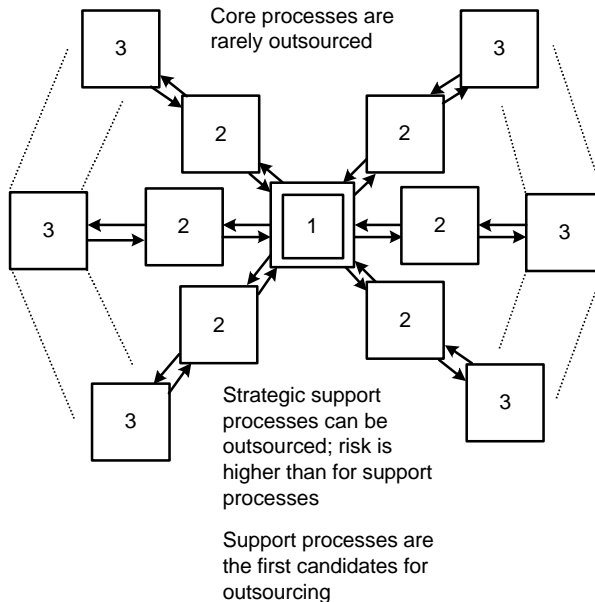 Core processes are
rarely outsourced
3
3
2
2
3
2
1
2
3
2
2
3
3
Strategic support
processes can be
outsourced; risk is
higher than for support
processes
Support processes are
the first candidates for
outsourcing